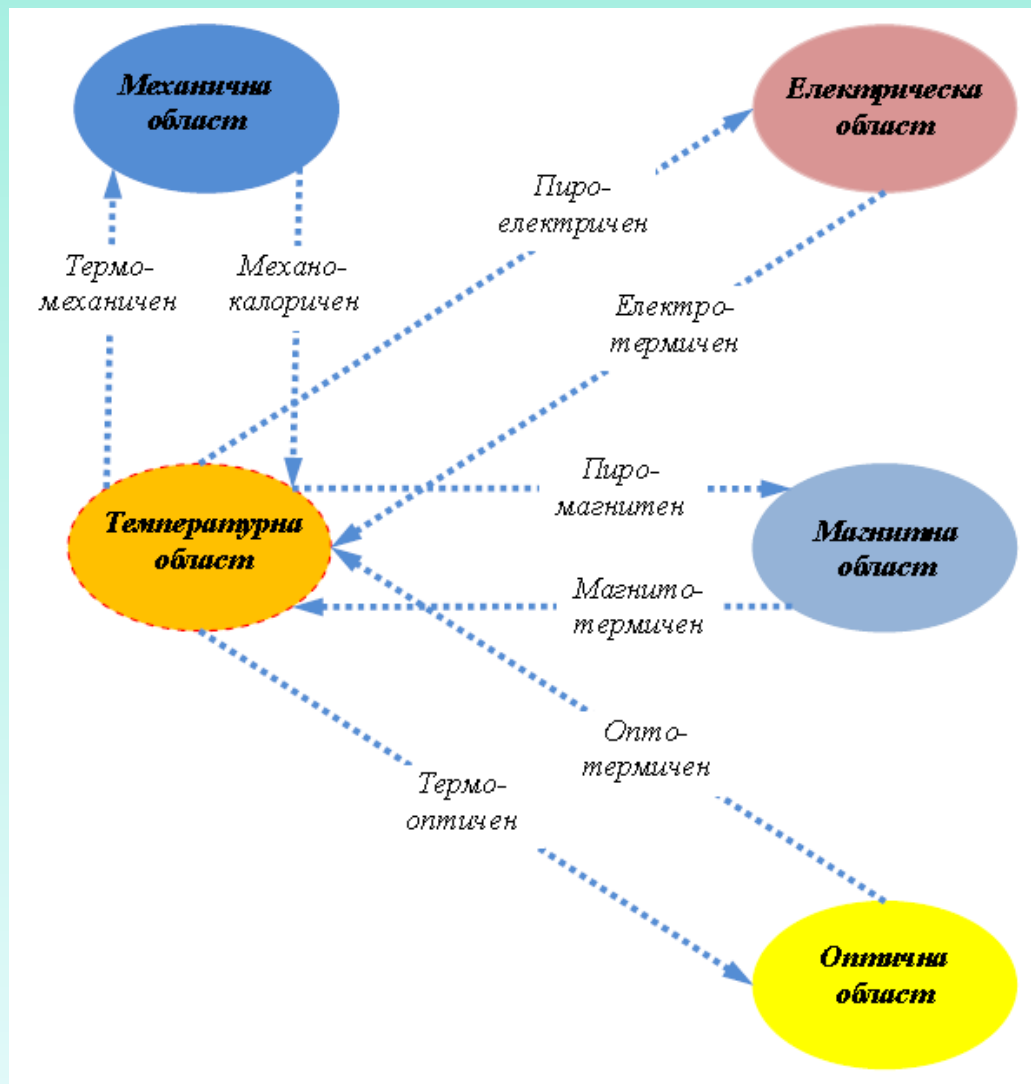 Механична
област
Електрическа
област
Пиро-
електричен
Термо-
механичен
Механо-
калоричен
Електро-
термичен
Температурна
област
Пиро-
магнитен
Магнитна
област
Магнито-
термичен
Опто-
термичен
Термо-
оптичен
Оптична
област